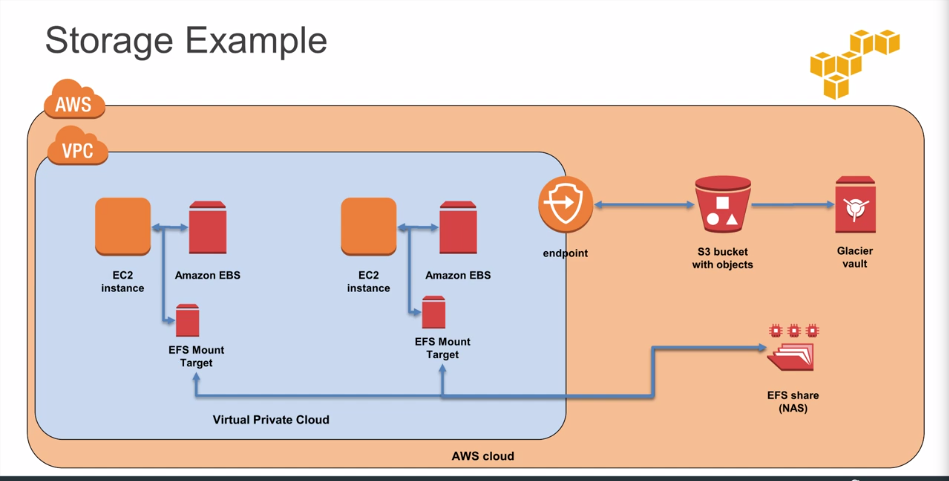 Storage Example
AWS
VPC
EC2
instance
Amazon EBS
EC2
instance
Amazon EBS
endpoint
S3 bucket
with objects
Glacier
vault
EFS Mount
Target
EFS Mount
Target
EFS share
(NAS)
Virtual Private Cloud
AWS cloud